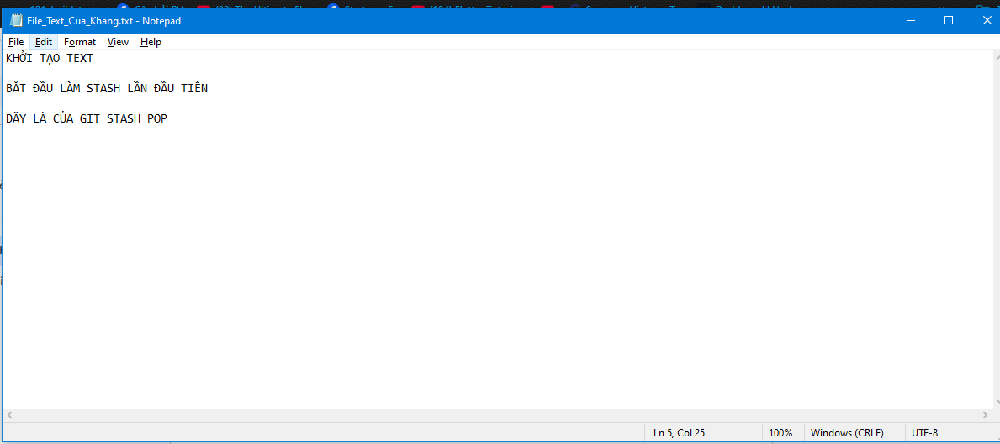 File_Text_Cua_Khang.txt - Notepad
File Edit Format View Help
KHỞI TẠO TEXT
BẮT ĐẦU LÀM STASH LẦN ĐẦU TIÊN
ĐÂY LÀ CỦA GIT STASH POP
Ln 5, Col 25 100% Windows (CRLF) UTF-8